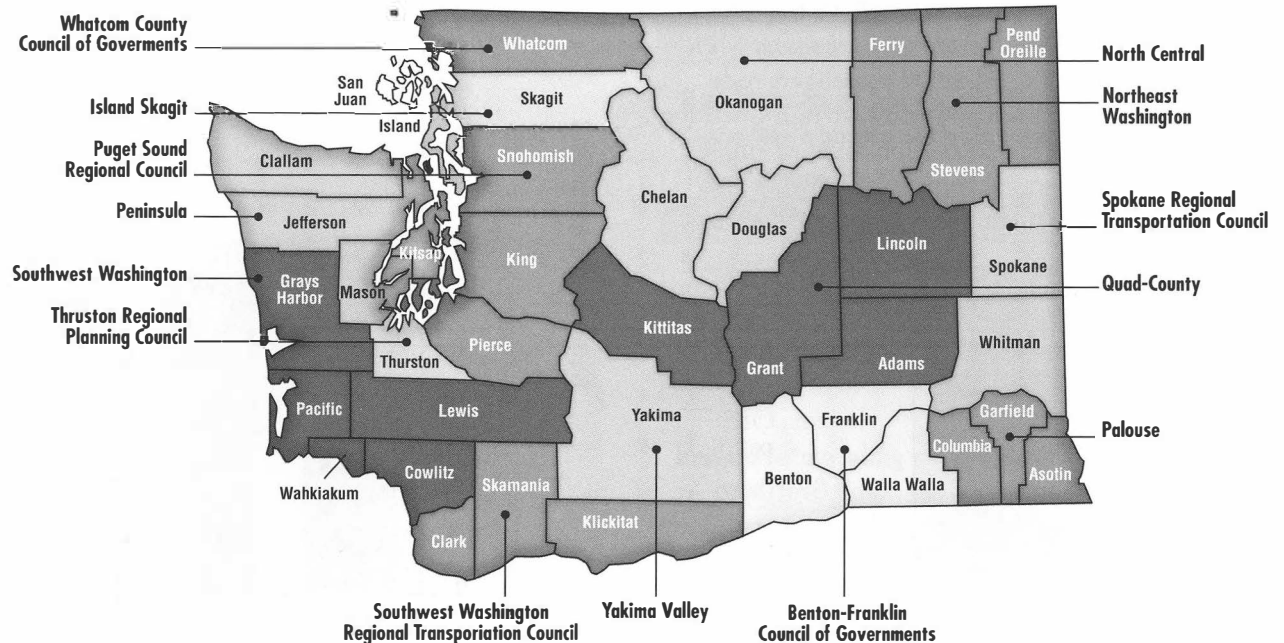 Whatcom County
Council of Goverments
Island Skagit
Puget Sound
Regional Council
Peninsula
Southwest Washington
Thruston Regional
Planning Council
Whatcom
San
Juan
Skagit
Island
Clallam
Snohomish
Jefferson
Kitsap
King
Grays
Harbor
Mason
Pierce
Thurston
Pacific
Lewis
Wahkiakum
Cowlitz
Skamania
Clark
Klickitat
Yakima
Kittitas
Chelan
Douglas
Okanogan
Ferry
Pend
Oreille
Stevens
Lincoln
Spokane
Grant
Adams
Whitman
Franklin
Benton
Walla Walla
Columbia
Garfield
Asotin
North Central
Northeast
Washington
Spokane Regional
Transportation Council
Quad-County
Palouse
Southwest Washington
Regional Transporiation Council
Yakima Valley
Benton-Franklin
Council of Governments